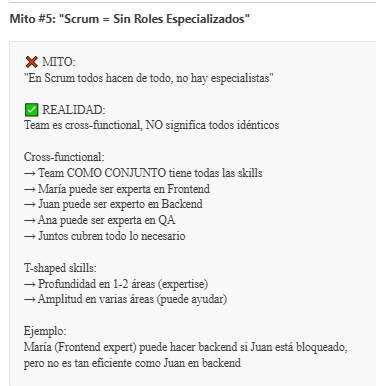 Mito #5: "Scrum = Sin Roles Especializados"
❌ MITO:
"En Scrum todos hacen de todo, no hay especialistas"
✅ REALIDAD:
Team es cross-functional, NO significa todos idénticos
Cross-functional:
→ Team COMO CONJUNTO tiene todas las skills
→ María puede ser experta en Frontend
→ Juan puede ser experto en Backend
→ Ana puede ser experta en QA
→ Juntos cubren todo lo necesario
T-shaped skills:
→ Profundidad en 1-2 áreas (expertise)
→ Amplitud en varias áreas (puede ayudar)
Ejemplo:
María (Frontend expert) puede hacer backend si Juan está bloqueado,
pero no es tan eficiente como Juan en backend